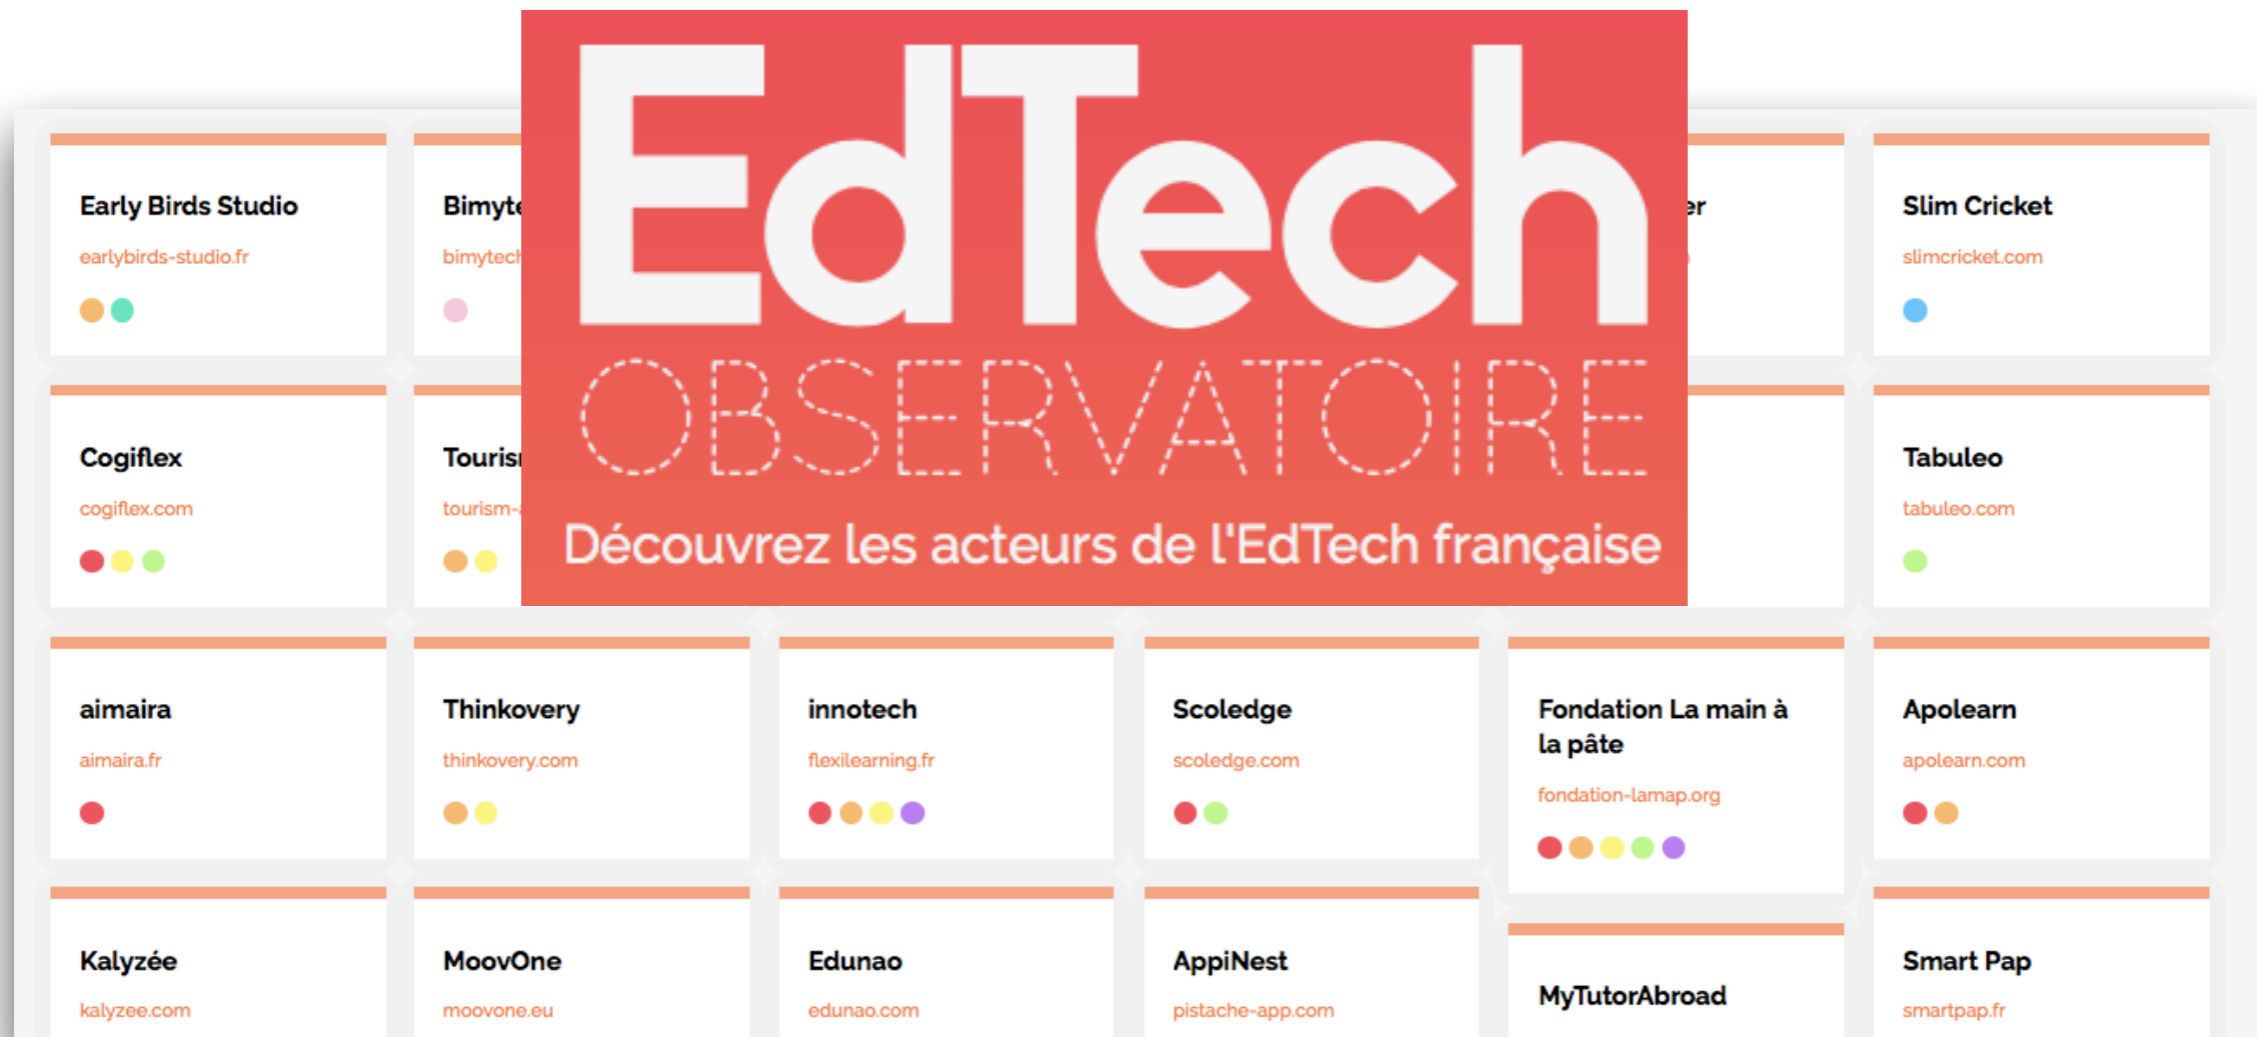 EdTech
OBSERVATOIRE
Découvrez les acteurs de l'EdTech française
Early Birds Studio
earlybirds-studio.fr
Slim Cricket
slimcricket.com
Cogiflex
cogiflex.com
Tabuleo
tabuleo.com
aimaira
aimaira.fr
Thinkovery
thinkovery.com
innotech
flexilearning.fr
Scoledge
scoledge.com
Fondation La main à
la pâte
fondation-lamap.org
Apolearn
apolearn.com
Kalyzée
kalyzee.com
MoovOne
moovone.eu
Edunao
edunao.com
AppiNest
pistache-app.com
MyTutorAbroad
Smart Pap
smartpap.fr